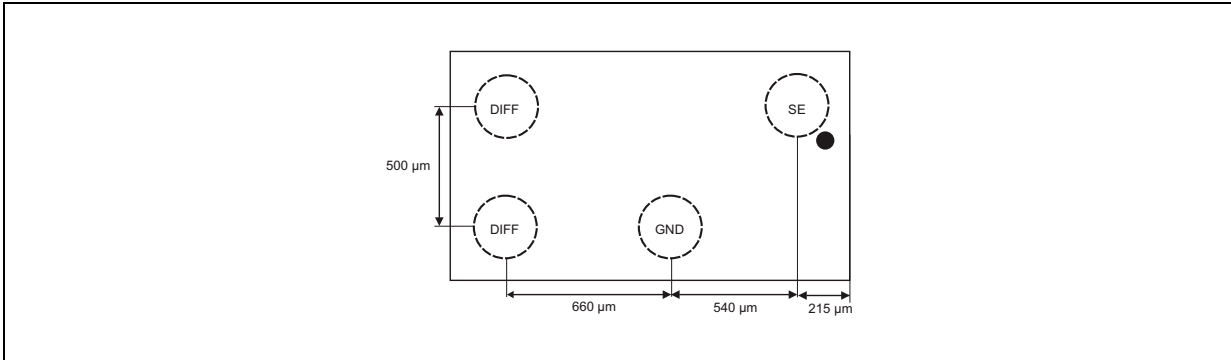 DIFF
SE
500 µm
DIFF
GND
660 µm
540 µm
215 µm